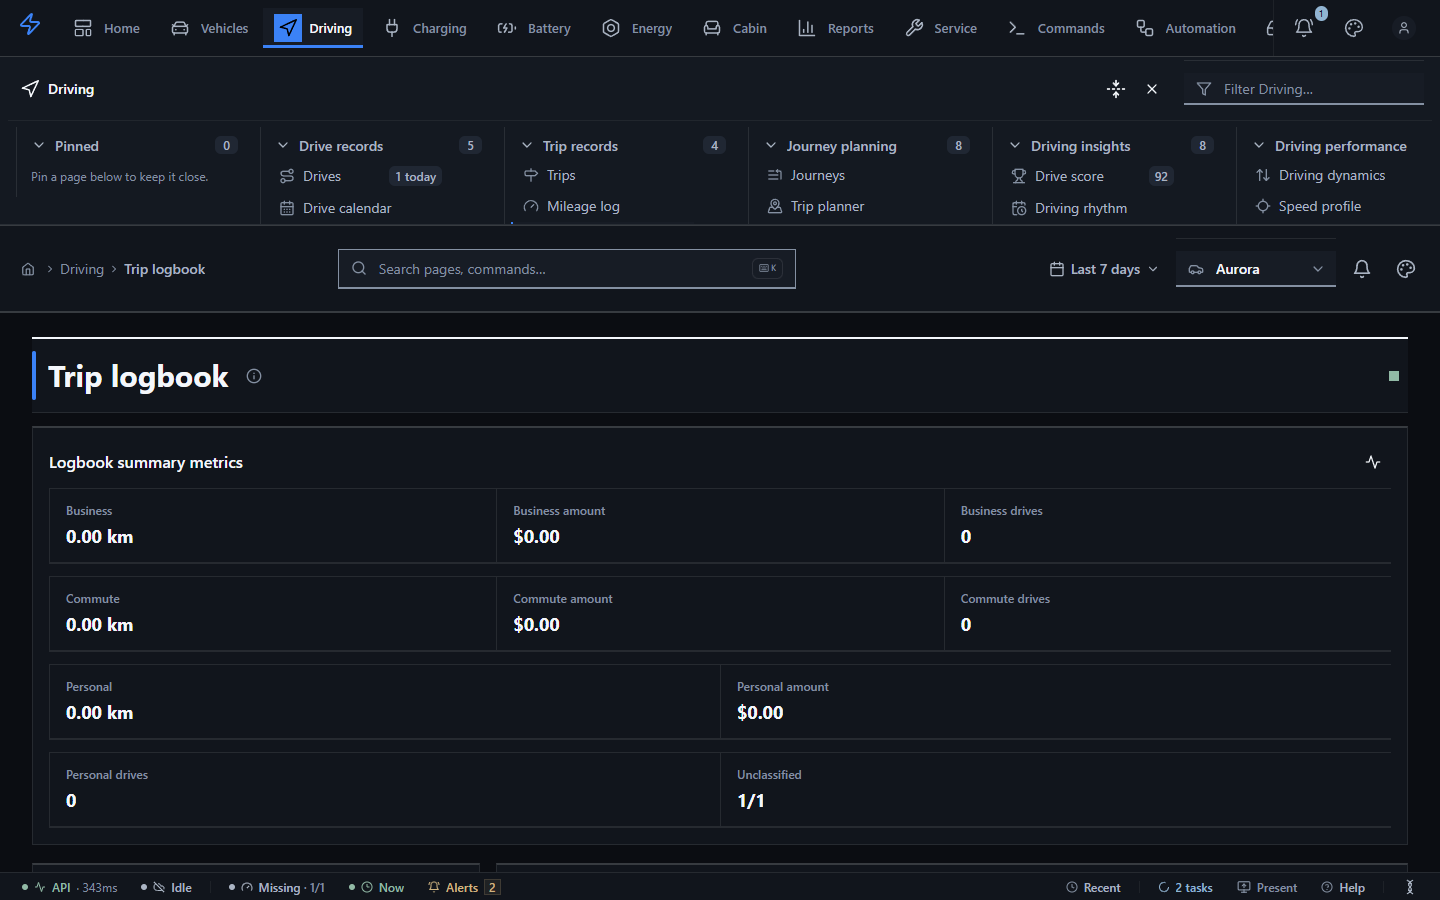 Home Vehicles Driving Charging Battery Energy Cabin Reports Service Commands Automation 1
Driving Filter Driving...
Pinned 0 Drive records 5 Trip records 4 Journey planning 8 Driving insights 8 Driving performance
Pin a page below to keep it close. Drives 1 today Trips Journeys Drive score 92 Driving dynamics
Drive calendar Mileage log Trip planner Driving rhythm Speed profile
Driving Trip logbook Search pages, commands... K Last 7 days Aurora
Trip logbook
Logbook summary metrics
Business Business amount Business drives
0.00 km $0.00 0
Commute Commute amount Commute drives
0.00 km $0.00 0
Personal Personal amount
0.00 km $0.00
Personal drives Unclassified
0 1/1
API · 343ms Idle Missing · 1/1 Now Alerts 2 Recent 2 tasks Present Help